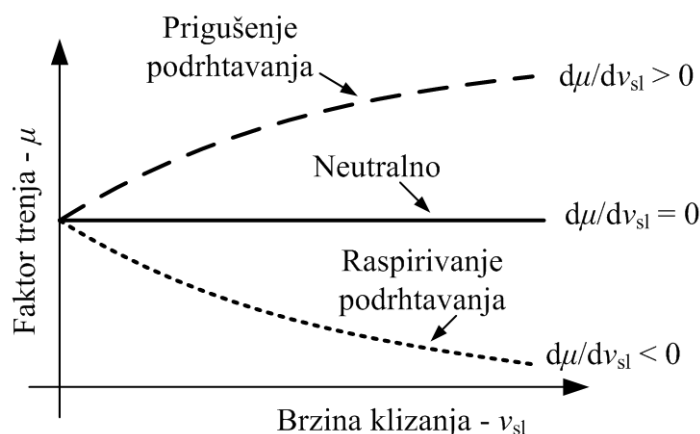 Prigušenje
podrhtavanja
dμ/dv_sl > 0
Neutralno
dμ/dv_sl = 0
Raspirivanje
podrhtavanja
dμ/dv_sl < 0
Faktor trenja - μ
Brzina klizanja - v_sl